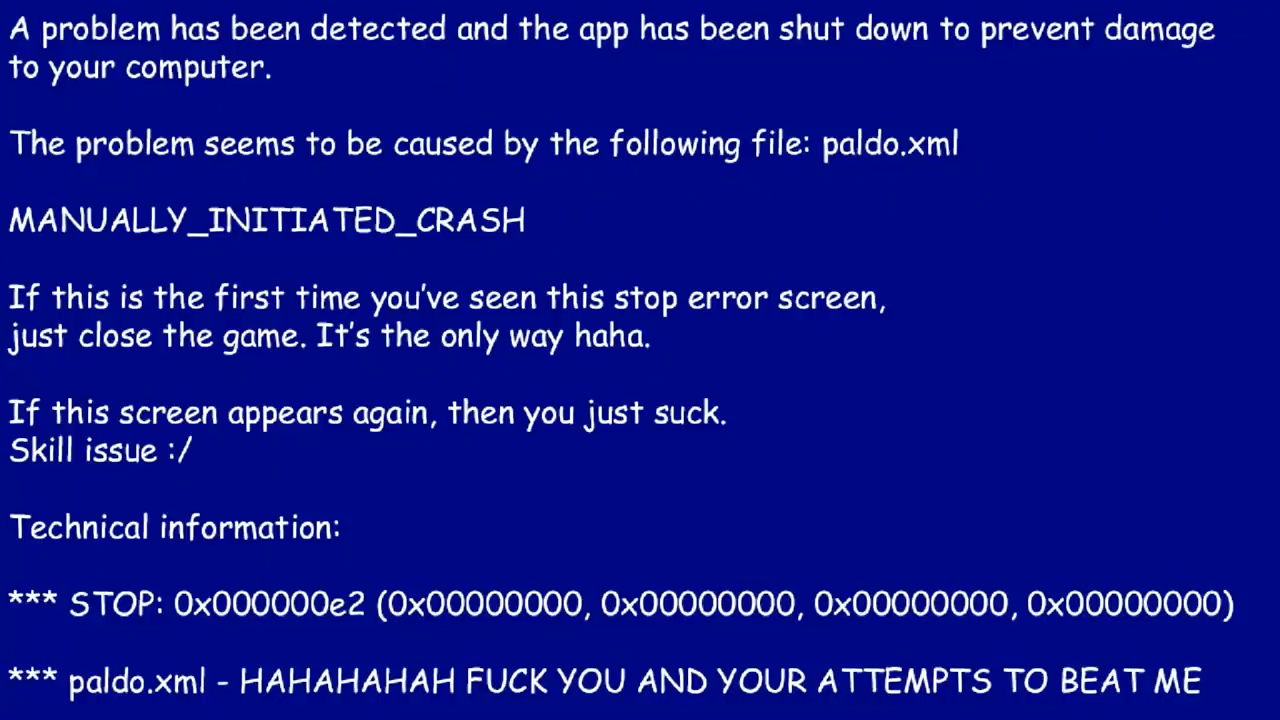 A problem has been detected and the app has been shut down to prevent damage
to your computer.
The problem seems to be caused by the following file: paldo.xml
MANUALLY_INITIATED_CRASH
If this is the first time you've seen this stop error screen,
just close the game. It's the only way haha.
If this screen appears again, then you just suck.
Skill issue :/
Technical information:
*** STOP: 0x000000e2 (0x00000000, 0x00000000, 0x00000000, 0x00000000)
*** paldo.xml - HAHAHAHAH FUCK YOU AND YOUR ATTEMPTS TO BEAT ME